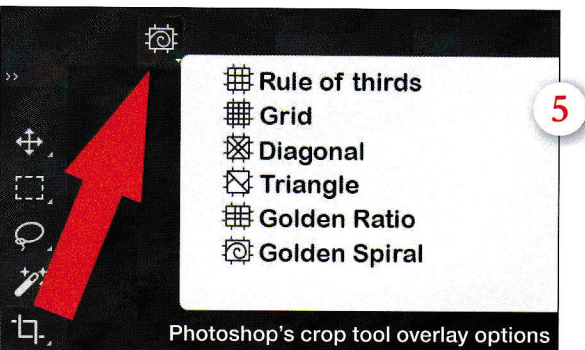 >>
Rule of thirds
Grid
Diagonal
Triangle
Golden Ratio
Golden Spiral
5
Photoshop's crop tool overlay options